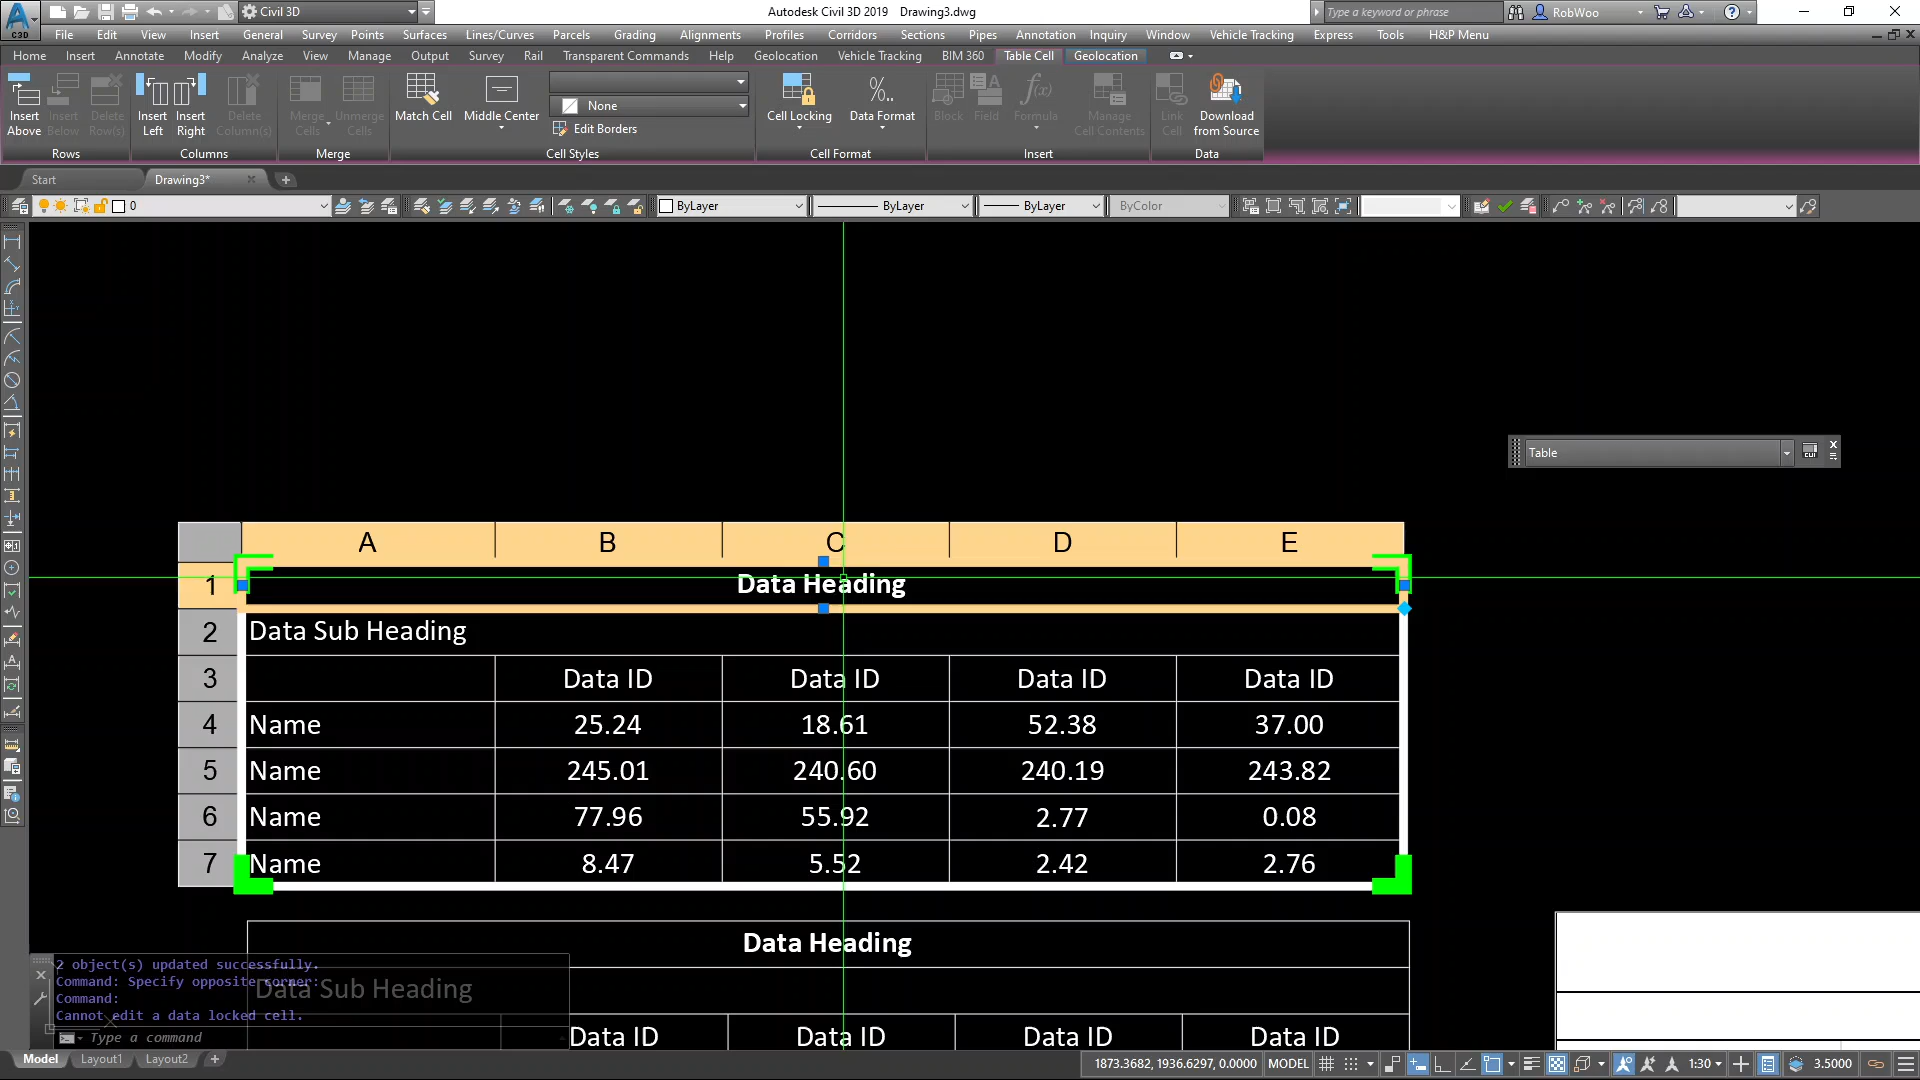 Civil 3D
Autodesk Civil 3D 2019 Drawing3.dwg
Type a keyword or phrase
RobWoo
C3D
File Edit View Insert General Survey Points Surfaces Lines/Curves Parcels Grading Alignments Profiles Corridors Sections Pipes Annotation Inquiry Window Vehicle Tracking Express Tools H&P Menu
Home Insert Annotate Modify Analyze View Manage Output Survey Rail Transparent Commands Help Geolocation Vehicle Tracking BIM 360 Table Cell Geolocation
None
Insert Above
Insert Below
Delete Row(s)
Insert Left
Insert Right
Delete Column(s)
Merge Cells
Unmerge Cells
Match Cell
Middle Center
Edit Borders
Cell Locking
%..
Data Format
Block
Field
f(x)
Formula
Manage Cell Contents
Link Cell
Download from Source
Rows Columns Merge Cell Styles Cell Format Insert Data
Start Drawing3*
0 ByLayer ByLayer ByLayer ByColor
Table
cui
A B C D E
1 Data Heading
2 Data Sub Heading
3 Data ID Data ID Data ID Data ID
4 Name 25.24 18.61 52.38 37.00
5 Name 245.01 240.60 240.19 243.82
6 Name 77.96 55.92 2.77 0.08
7 Name 8.47 5.52 2.42 2.76
Data Heading
Data Sub Heading
Data ID Data ID Data ID Data ID
2 object(s) updated successfully.
Command: Specify opposite corner:
Command:
Cannot edit a data locked cell.
Type a command
Model Layout1 Layout2
1873.3682, 1936.6297, 0.0000 MODEL 1:30 3.5000